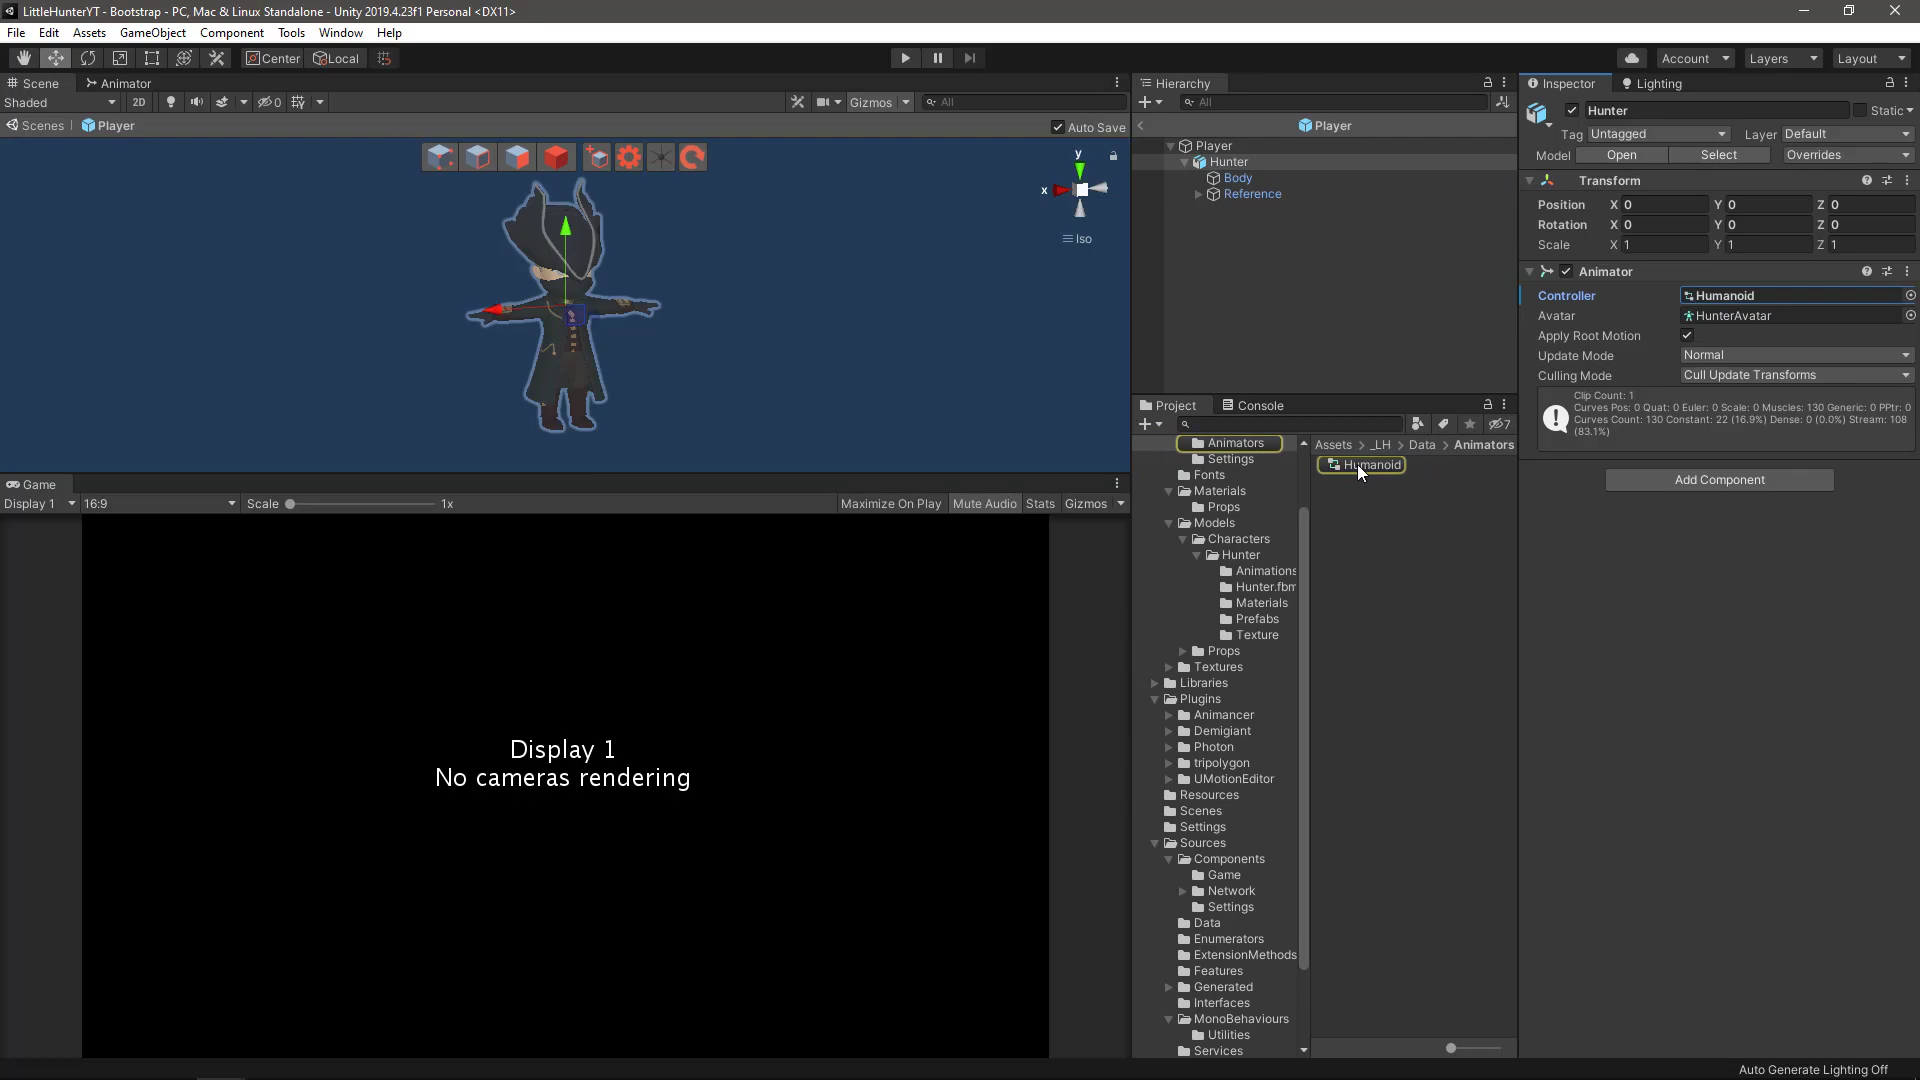 LittleHunterYT - Bootstrap - PC, Mac & Linux Standalone - Unity 2019.4.23f1 Personal <DX11>
File Edit Assets GameObject Component Tools Jobs Window Help
Center Local
Account Layers Layout
Scene Animator
Shaded 2D 0 Gizmos All
Scenes Player Auto Save
y
x
Iso
Game
Display 1 16:9 Scale 1x Maximize On Play Mute Audio Stats Gizmos
Display 1
No cameras rendering
Hierarchy
All
Player
Player
Hunter
Body
Reference
Project Console
7
Animators
Settings
Fonts
Materials
Props
Models
Characters
Hunter
Animations
Hunter.fbm
Materials
Prefabs
Texture
Props
Textures
Libraries
Plugins
Animancer
Demigiant
Photon
tripolygon
UMotionEditor
Resources
Scenes
Settings
Sources
Components
Game
Network
Settings
Data
Enumerators
ExtensionMethods
Features
Generated
Interfaces
MonoBehaviours
Utilities
Services
Assets > _LH > Data > Animators
Humanoid
Inspector Lighting
Hunter Static
Tag Untagged Layer Default
Model Open Select Overrides
Transform
Position X 0 Y 0 Z 0
Rotation X 0 Y 0 Z 0
Scale X 1 Y 1 Z 1
Animator
Controller Humanoid
Avatar HunterAvatar
Apply Root Motion
Update Mode Normal
Culling Mode Cull Update Transforms
Clip Count: 1
Curves Pos: 0 Quat: 0 Euler: 0 Scale: 0 Muscles: 130 Generic: 0 PPtr: 0
Curves Count: 130 Constant: 22 (16.9%) Dense: 0 (0.0%) Stream: 108
(83.1%)
Add Component
Auto Generate Lighting Off